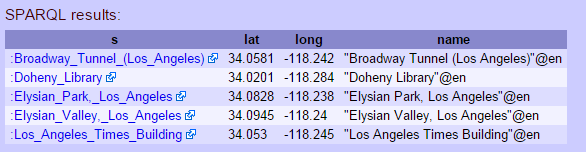 SPARQL results:
s lat long name
:Broadway_Tunnel_(Los_Angeles) 34.0581 -118.242 "Broadway Tunnel (Los Angeles)"@en
:Doheny_Library 34.0201 -118.284 "Doheny Library"@en
:Elysian_Park,_Los_Angeles 34.0828 -118.238 "Elysian Park, Los Angeles"@en
:Elysian_Valley,_Los_Angeles 34.0945 -118.24 "Elysian Valley, Los Angeles"@en
:Los_Angeles_Times_Building 34.053 -118.245 "Los Angeles Times Building"@en